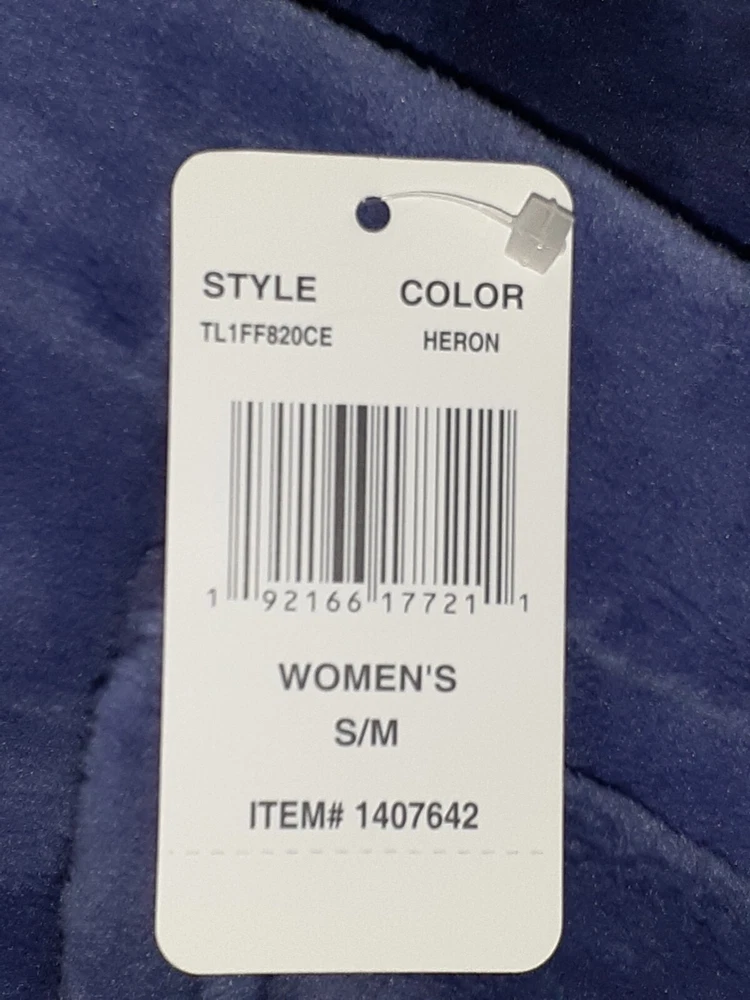 STYLE COLOR
TL1FF820CE HERON
1 92166 17721 1
WOMEN'S
S/M
ITEM# 1407642